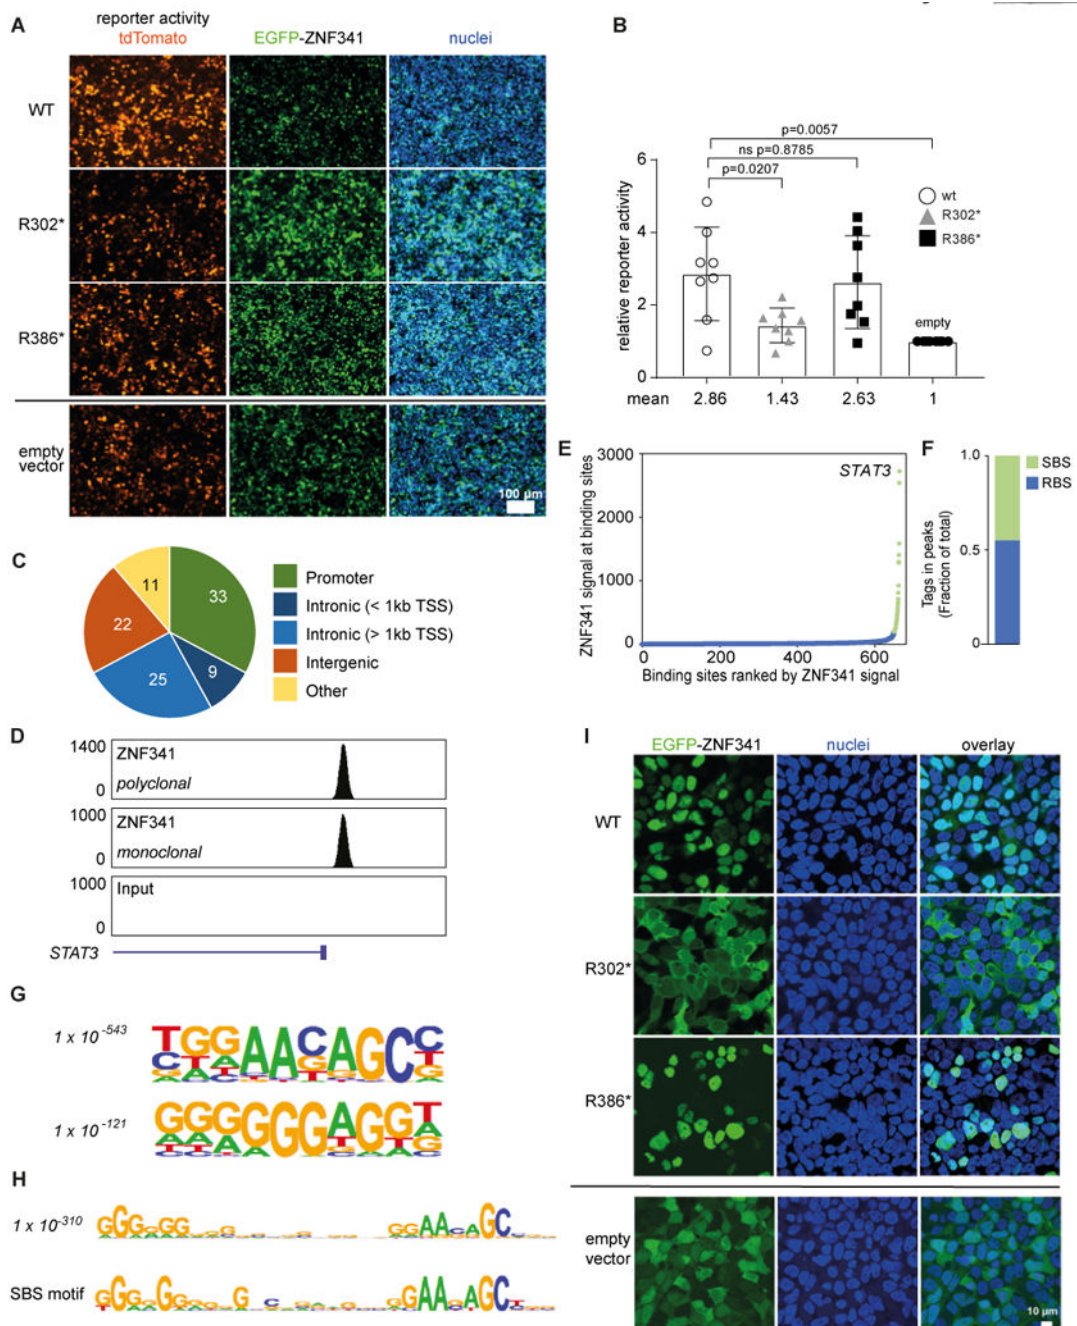 A
reporter activity
tdTomato
EGFP-ZNF341
nuclei
WT
R302*
R386*
empty
vector
100 µm
B
p=0.0057
ns p=0.8785
p=0.0207
relative reporter activity
6
4
2
0
wt
R302*
R386*
empty
mean
2.86
1.43
2.63
1
C
33
9
25
22
11
Promoter
Intronic (< 1kb TSS)
Intronic (> 1kb TSS)
Intergenic
Other
D
1400
0
ZNF341
polyclonal
1000
0
ZNF341
monoclonal
1000
0
Input
STAT3
E
ZNF341 signal at binding sites
3000
2000
1000
0
STAT3
0
200
400
600
Binding sites ranked by ZNF341 signal
F
Tags in peaks
(Fraction of total)
1.0
0.5
0
SBS
RBS
G
1 x 10-543
1 x 10-121
H
1 x 10-310
SBS motif
I
EGFP-ZNF341
nuclei
overlay
WT
R302*
R386*
empty
vector
10 µm